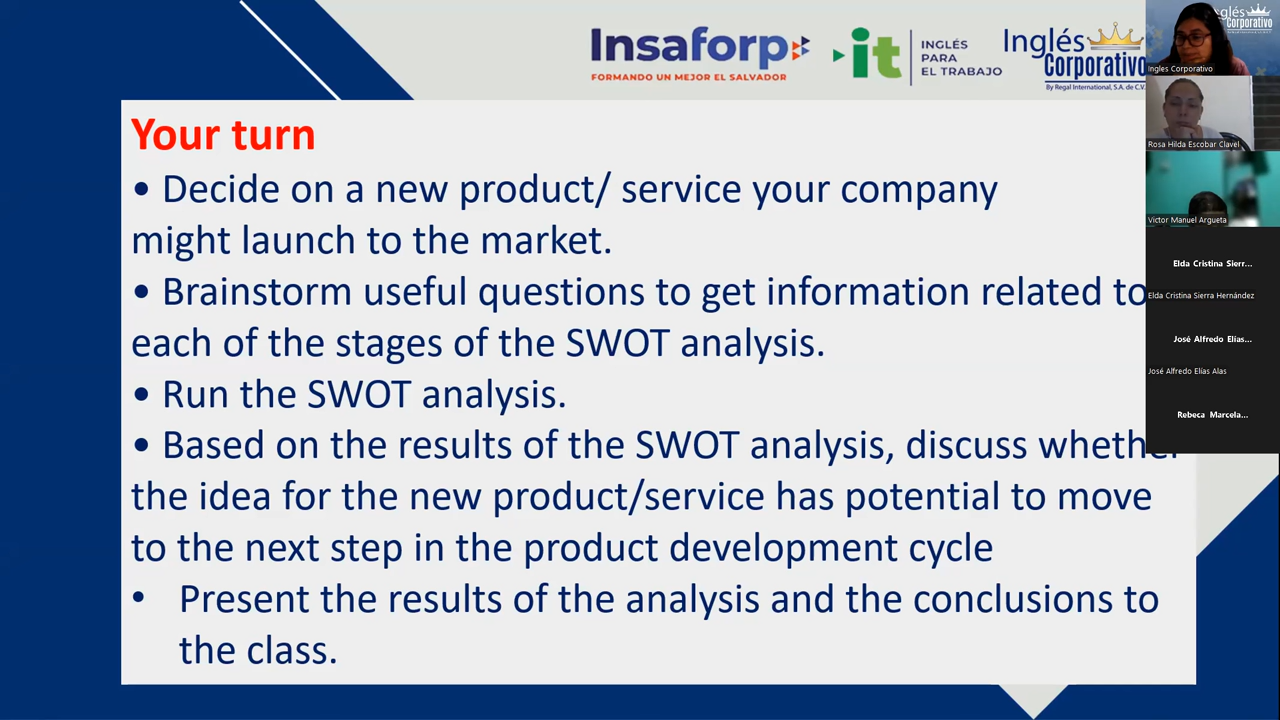 Insaforp
FORMANDO UN MEJOR EL SALVADOR
it
INGLÉS
PARA
EL TRABAJO
Inglés
Corporativo
By Regal International, S.A. de C.V.
Your turn
• Decide on a new product/ service your company
might launch to the market.
• Brainstorm useful questions to get information related to
each of the stages of the SWOT analysis.
• Run the SWOT analysis.
• Based on the results of the SWOT analysis, discuss whether
the idea for the new product/service has potential to move
to the next step in the product development cycle
• Present the results of the analysis and the conclusions to
the class.
glés
Corporativo
Ingles Corporativo
Rosa Hilda Escobar Clavel
Victor Manuel Argueta
Elda Cristina Sierr...
Elda Cristina Sierra Hernández
José Alfredo Elías...
José Alfredo Elías Alas
Rebeca Marcela...